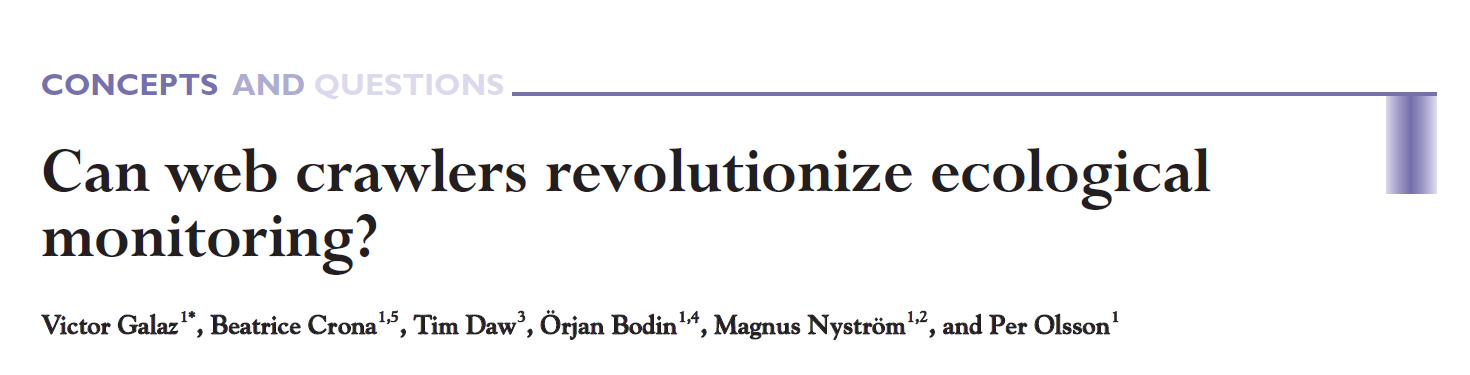 CONCEPTS AND QUESTIONS
Can web crawlers revolutionize ecological
monitoring?
Victor Galaz1*, Beatrice Crona1,5, Tim Daw3, Örjan Bodin1,4, Magnus Nyström1,2, and Per Olsson1